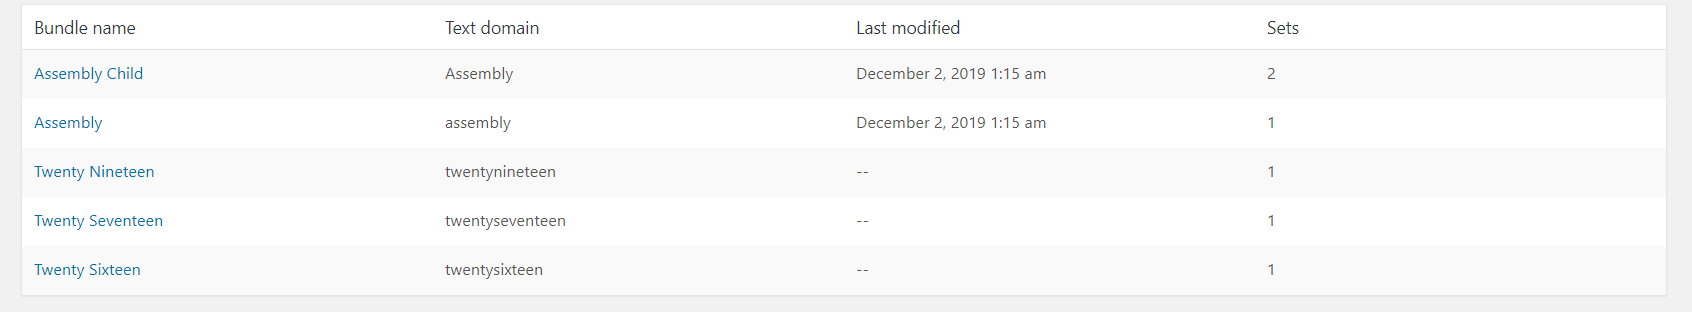 Bundle name Text domain Last modified Sets
Assembly Child Assembly December 2, 2019 1:15 am 2
Assembly assembly December 2, 2019 1:15 am 1
Twenty Nineteen twentynineteen -- 1
Twenty Seventeen twentyseventeen -- 1
Twenty Sixteen twentysixteen -- 1